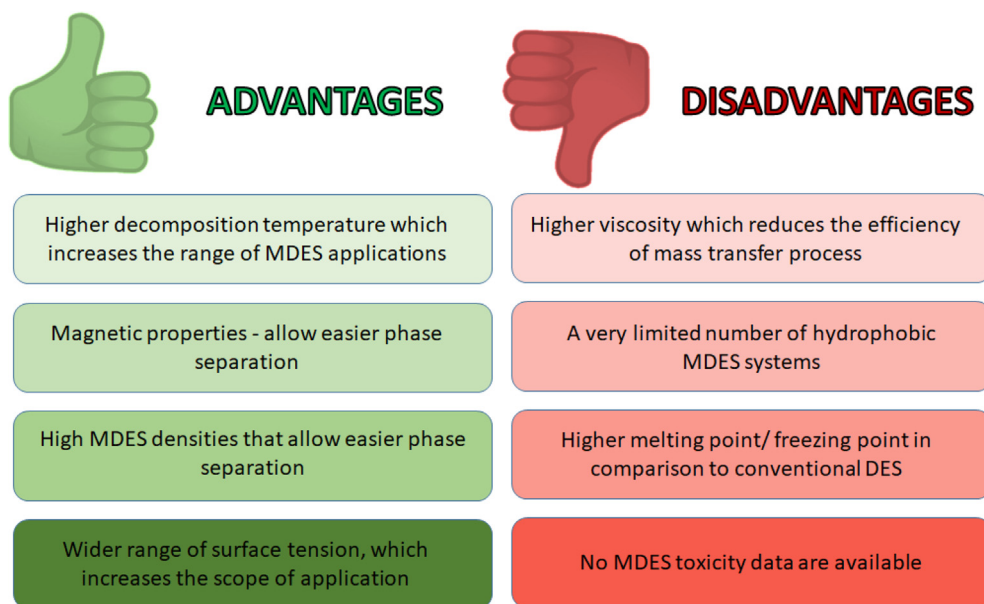 ADVANTAGES
Higher decomposition temperature which
increases the range of MDES applications
Magnetic properties - allow easier phase
separation
High MDES densities that allow easier phase
separation
Wider range of surface tension, which
increases the scope of application
DISADVANTAGES
Higher viscosity which reduces the efficiency
of mass transfer process
A very limited number of hydrophobic
MDES systems
Higher melting point/ freezing point in
comparison to conventional DES
No MDES toxicity data are available